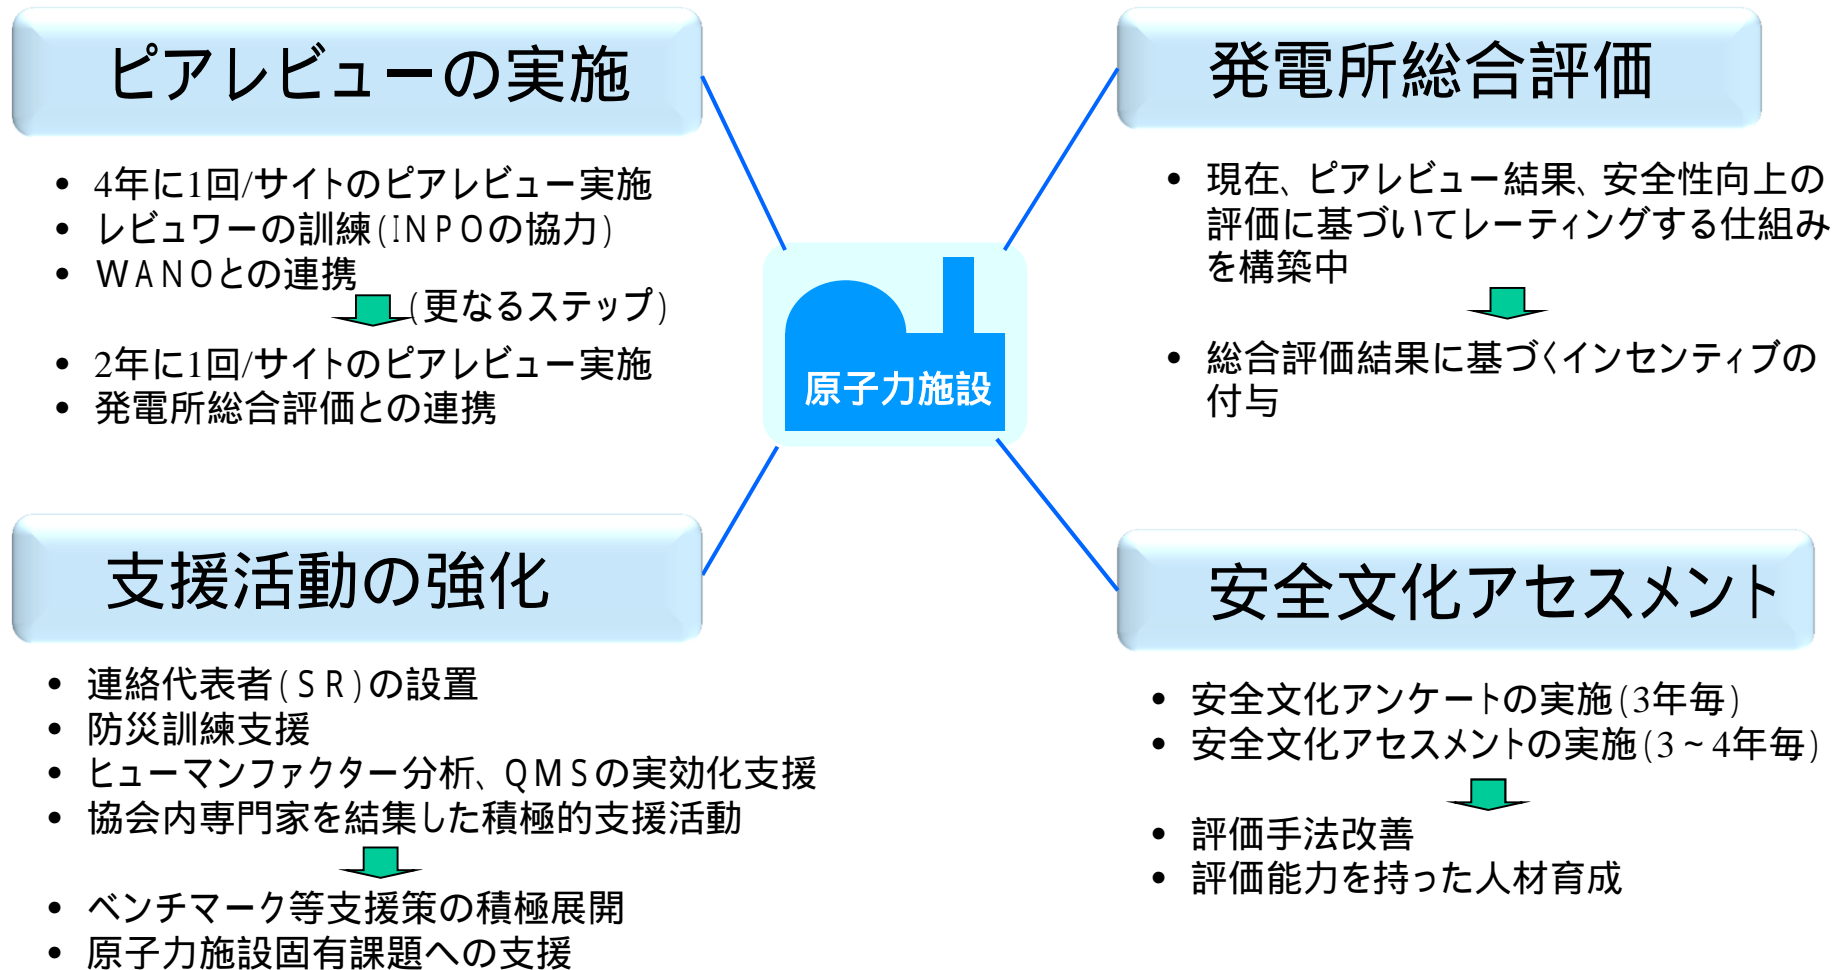 ピアレビューの実施
• 4年に1回/サイトのピアレビュー実施
• レビュワーの訓練(INPOの協力)
• WANOとの連携
(更なるステップ)
• 2年に1回/サイトのピアレビュー実施
• 発電所総合評価との連携
発電所総合評価
• 現在、ピアレビュー結果、安全性向上の
評価に基づいてレーティングする仕組み
を構築中
• 総合評価結果に基づくインセンティブの
付与
原子力施設
支援活動の強化
• 連絡代表者(SR)の設置
• 防災訓練支援
• ヒューマンファクター分析、QMSの実効化支援
• 協会内専門家を結集した積極的支援活動
• ベンチマーク等支援策の積極展開
• 原子力施設固有課題への支援
安全文化アセスメント
• 安全文化アンケートの実施(3年毎)
• 安全文化アセスメントの実施(3~4年毎)
• 評価手法改善
• 評価能力を持った人材育成